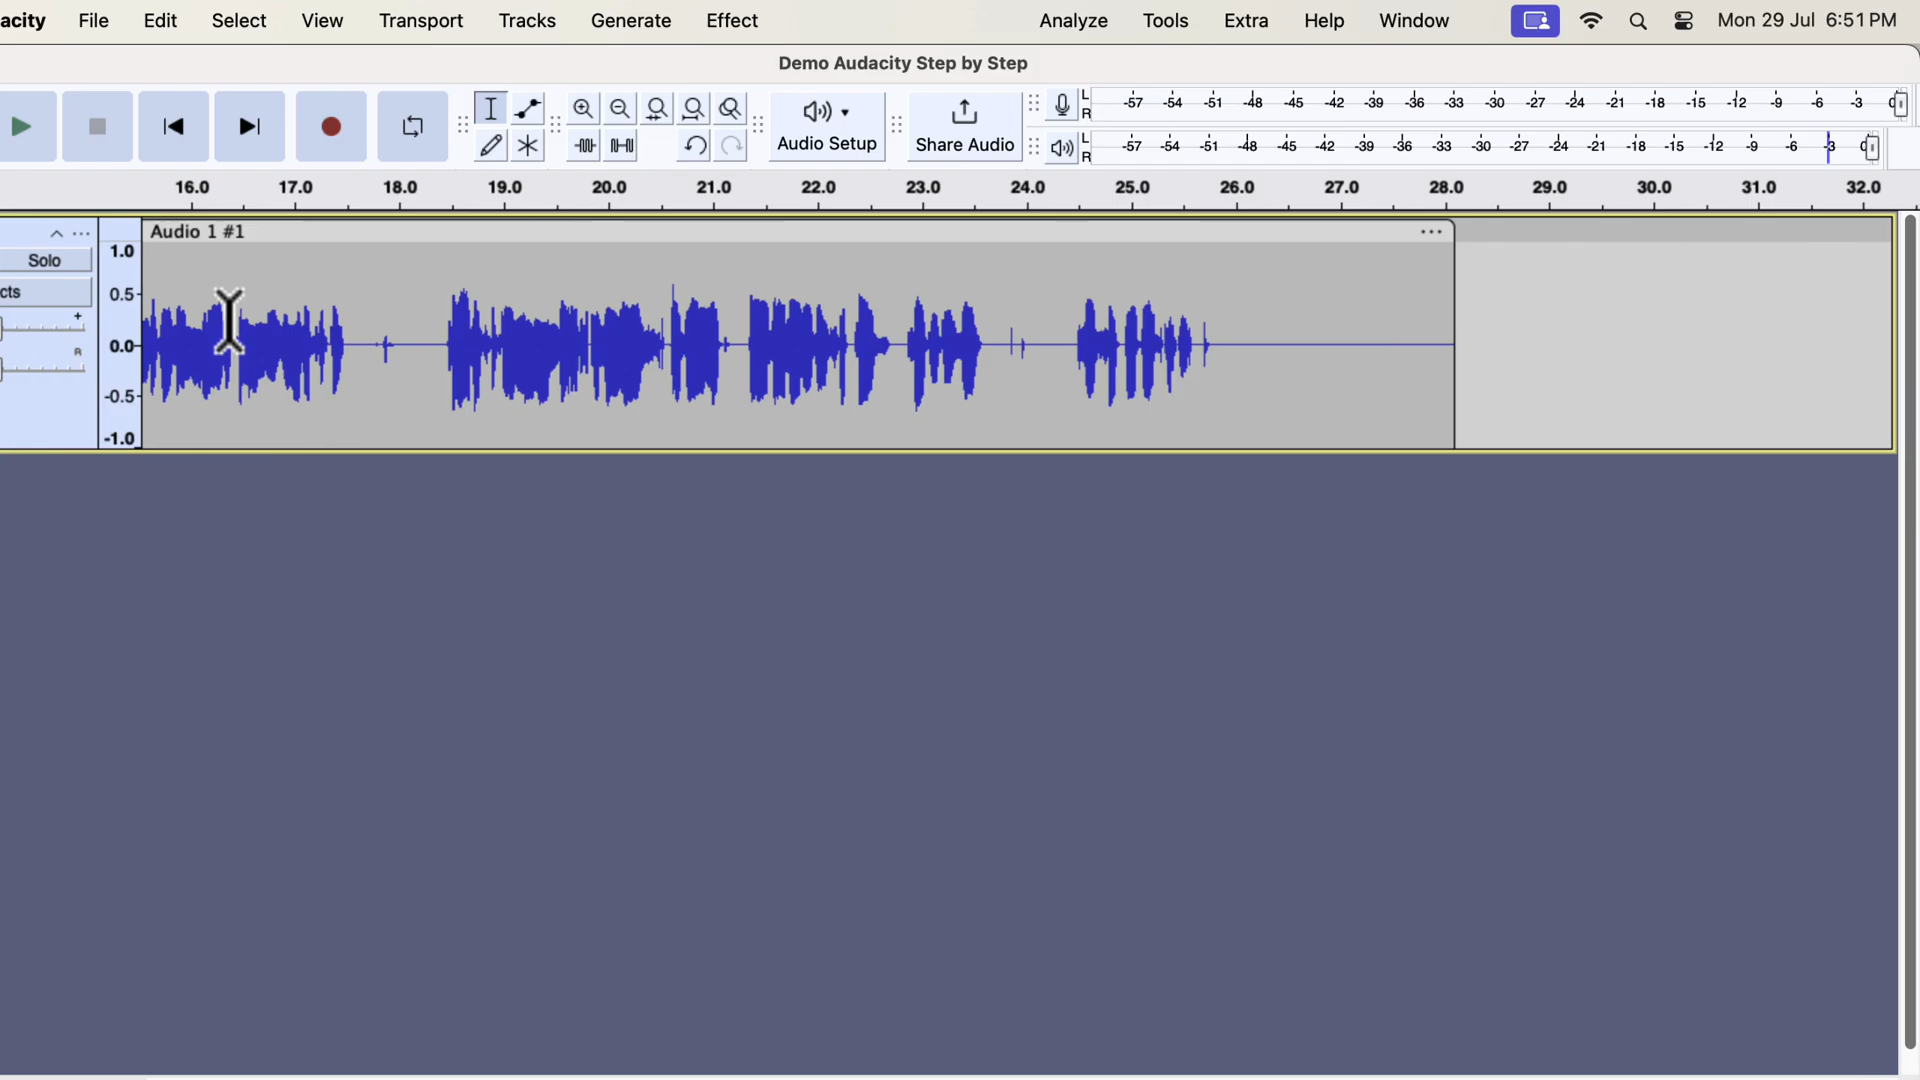 acity File Edit Select View Transport Tracks Generate Effect Analyze Tools Extra Help Window Mon 29 Jul 6:51 PM
Demo Audacity Step by Step
L -57 -54 -51 -48 -45 -42 -39 -36 -33 -30 -27 -24 -21 -18 -15 -12 -9 -6 -3 0
R
Audio Setup Share Audio
L -57 -54 -51 -48 -45 -42 -39 -36 -33 -30 -27 -24 -21 -18 -15 -12 -9 -6 -3 0
R
16.0 17.0 18.0 19.0 20.0 21.0 22.0 23.0 24.0 25.0 26.0 27.0 28.0 29.0 30.0 31.0 32.0
Audio 1 #1
1.0
Solo
cts 0.5
+
0.0
R
-0.5
-1.0